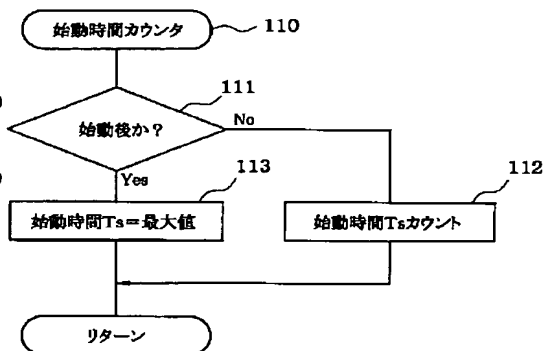 始動時間カウンタ
110
111
始動後か?
No
Yes
113
112
始動時間Ts=最大値
始動時間Tsカウント
リターン